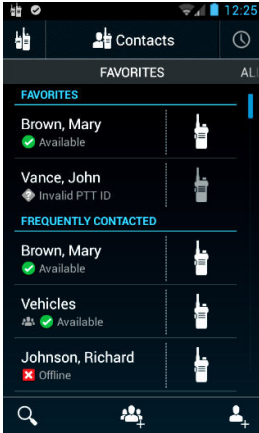 12:25
Contacts
FAVORITES
AL
FAVORITES
Brown, Mary
Available
Vance, John
Invalid PTT ID
FREQUENTLY CONTACTED
Brown, Mary
Available
Vehicles
Available
Johnson, Richard
Offline